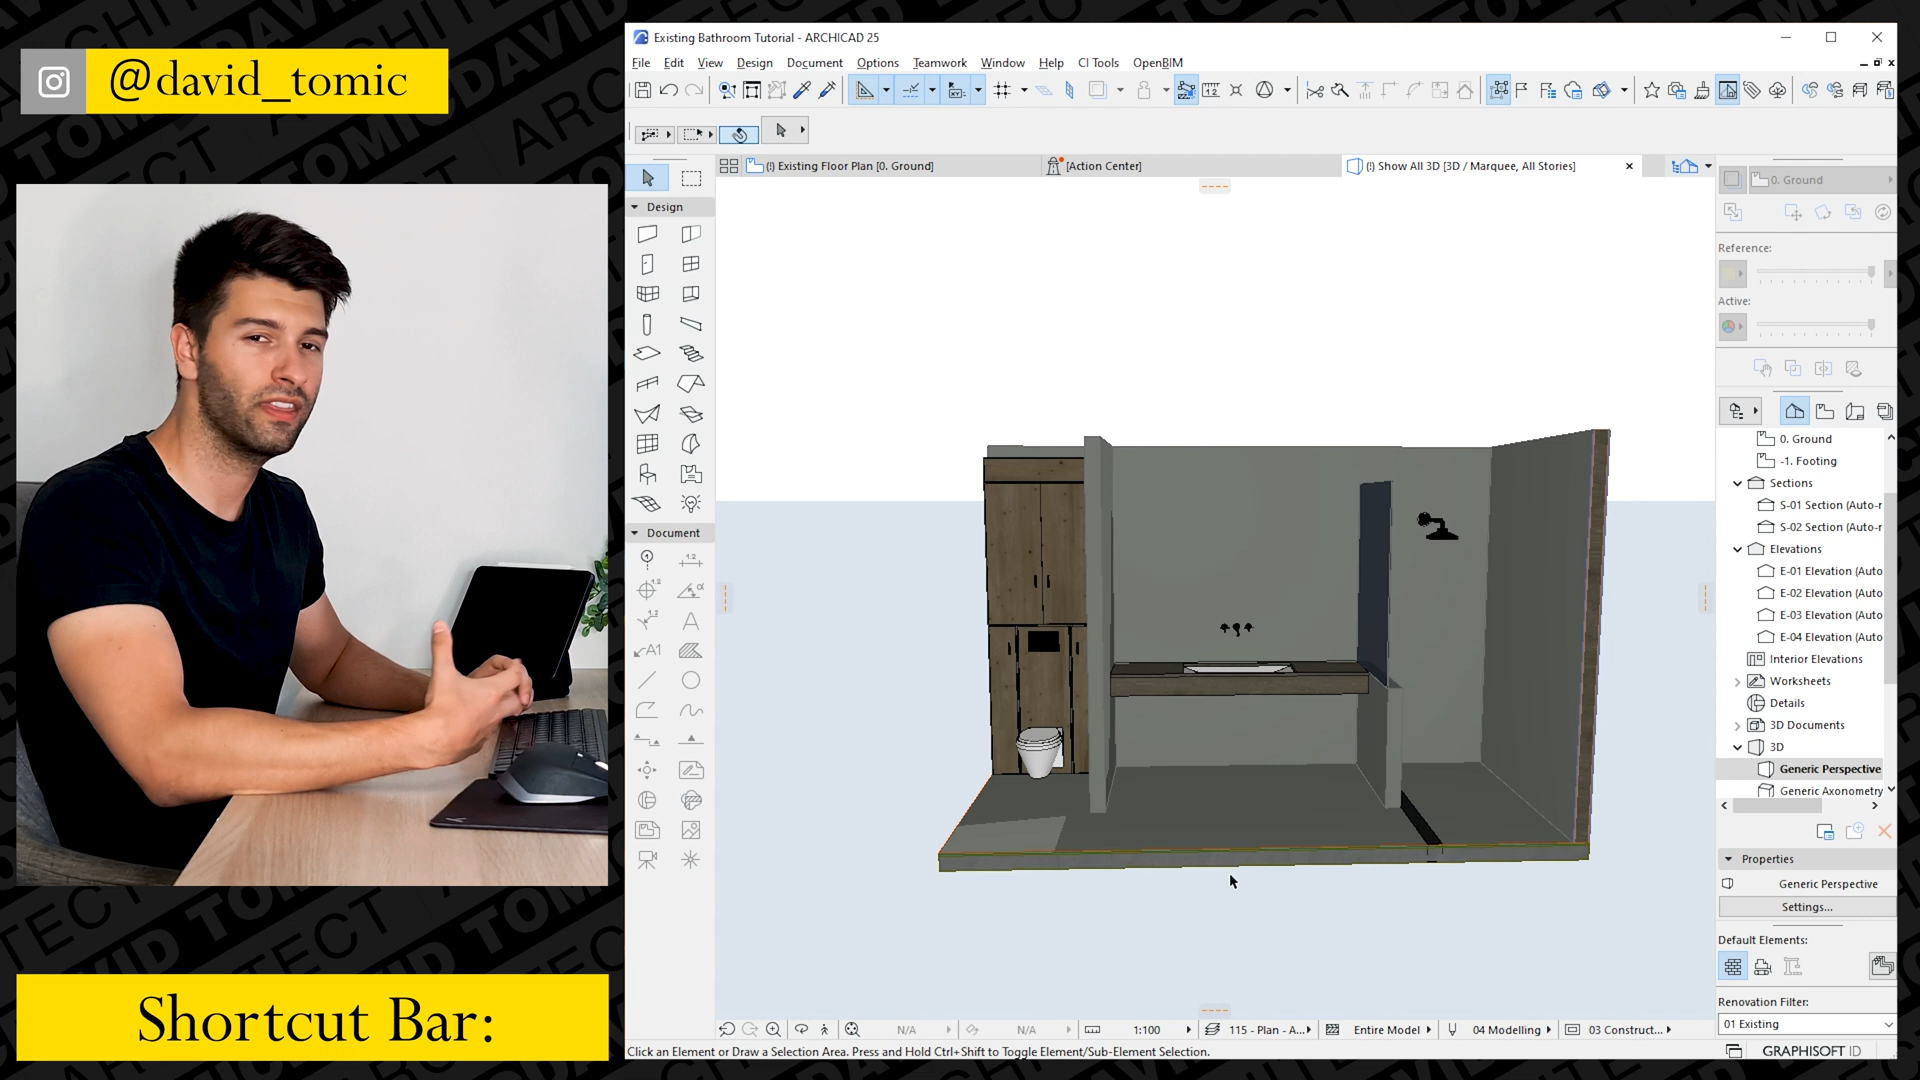 @david_tomic
Shortcut Bar:
Existing Bathroom Tutorial - ARCHICAD 25
File Edit View Design Document Options Teamwork Window Help CI Tools OpenBIM
(!) Existing Floor Plan [0. Ground]
[Action Center]
(!) Show All 3D [3D / Marquee, All Stories]
Design
Document
0. Ground
Reference:
Active:
0. Ground
-1. Footing
Sections
S-01 Section (Auto-r
S-02 Section (Auto-r
Elevations
E-01 Elevation (Auto
E-02 Elevation (Auto
E-03 Elevation (Auto
E-04 Elevation (Auto
Interior Elevations
Worksheets
Details
3D Documents
3D
Generic Perspective
Generic Axonometry
Properties
Generic Perspective
Settings...
Default Elements:
Renovation Filter:
01 Existing
N/A N/A 1:100 115 - Plan - A... Entire Model 04 Modelling 03 Construct...
Click an Element or Draw a Selection Area. Press and Hold Ctrl+Shift to Toggle Element/Sub-Element Selection.
GRAPHISOFT ID